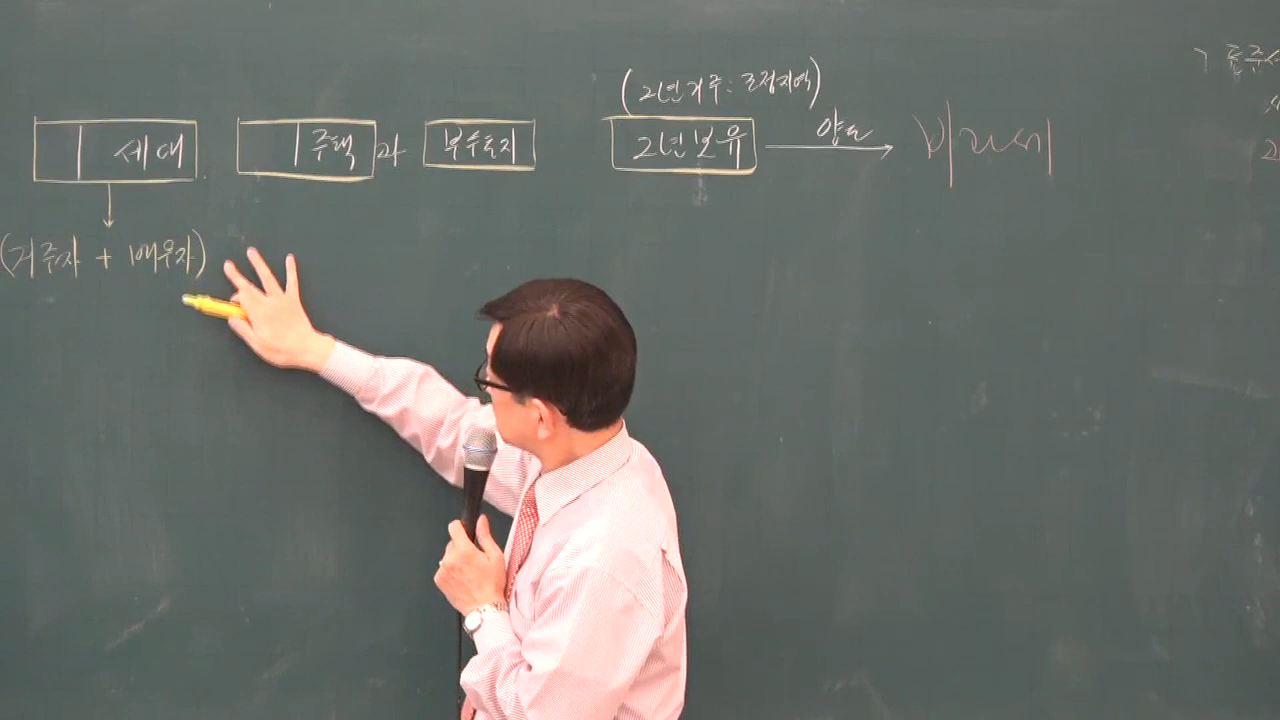 (2년거주: 조정지역)
1세대 1주택과 부수토지 2년보유 양도 비과세
(거주자 + 배우자)